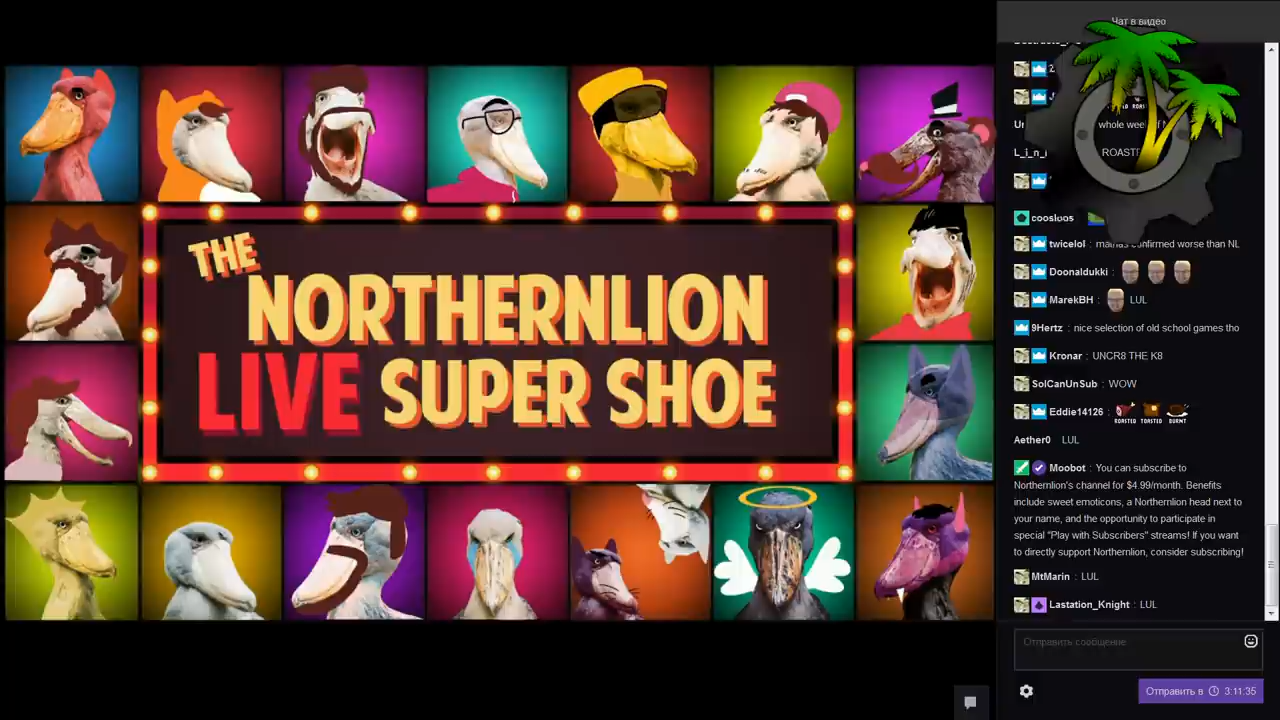 THE
NORTHERNLION
LIVE SUPER SHOE
Чат в видео
whole week of
ROAST
coosloos
twicelol : mathas confirmed worse than NL
Doonaldukki :
MarekBH : LUL
9Hertz : nice selection of old school games tho
Kronar : UNCR8 THE K8
SolCanUnSub : WOW
Eddie14126 : ROASTED TOASTED BURNT
Aether0 LUL
Moobot : You can subscribe to
Northernlion's channel for $4.99/month. Benefits
include sweet emoticons, a Northernlion head next to
your name, and the opportunity to participate in
special "Play with Subscribers" streams! If you want
to directly support Northernlion, consider subscribing!
MtMarin : LUL
Lastation_Knight : LUL
Отправить сообщение
Отправить в 3:11:35